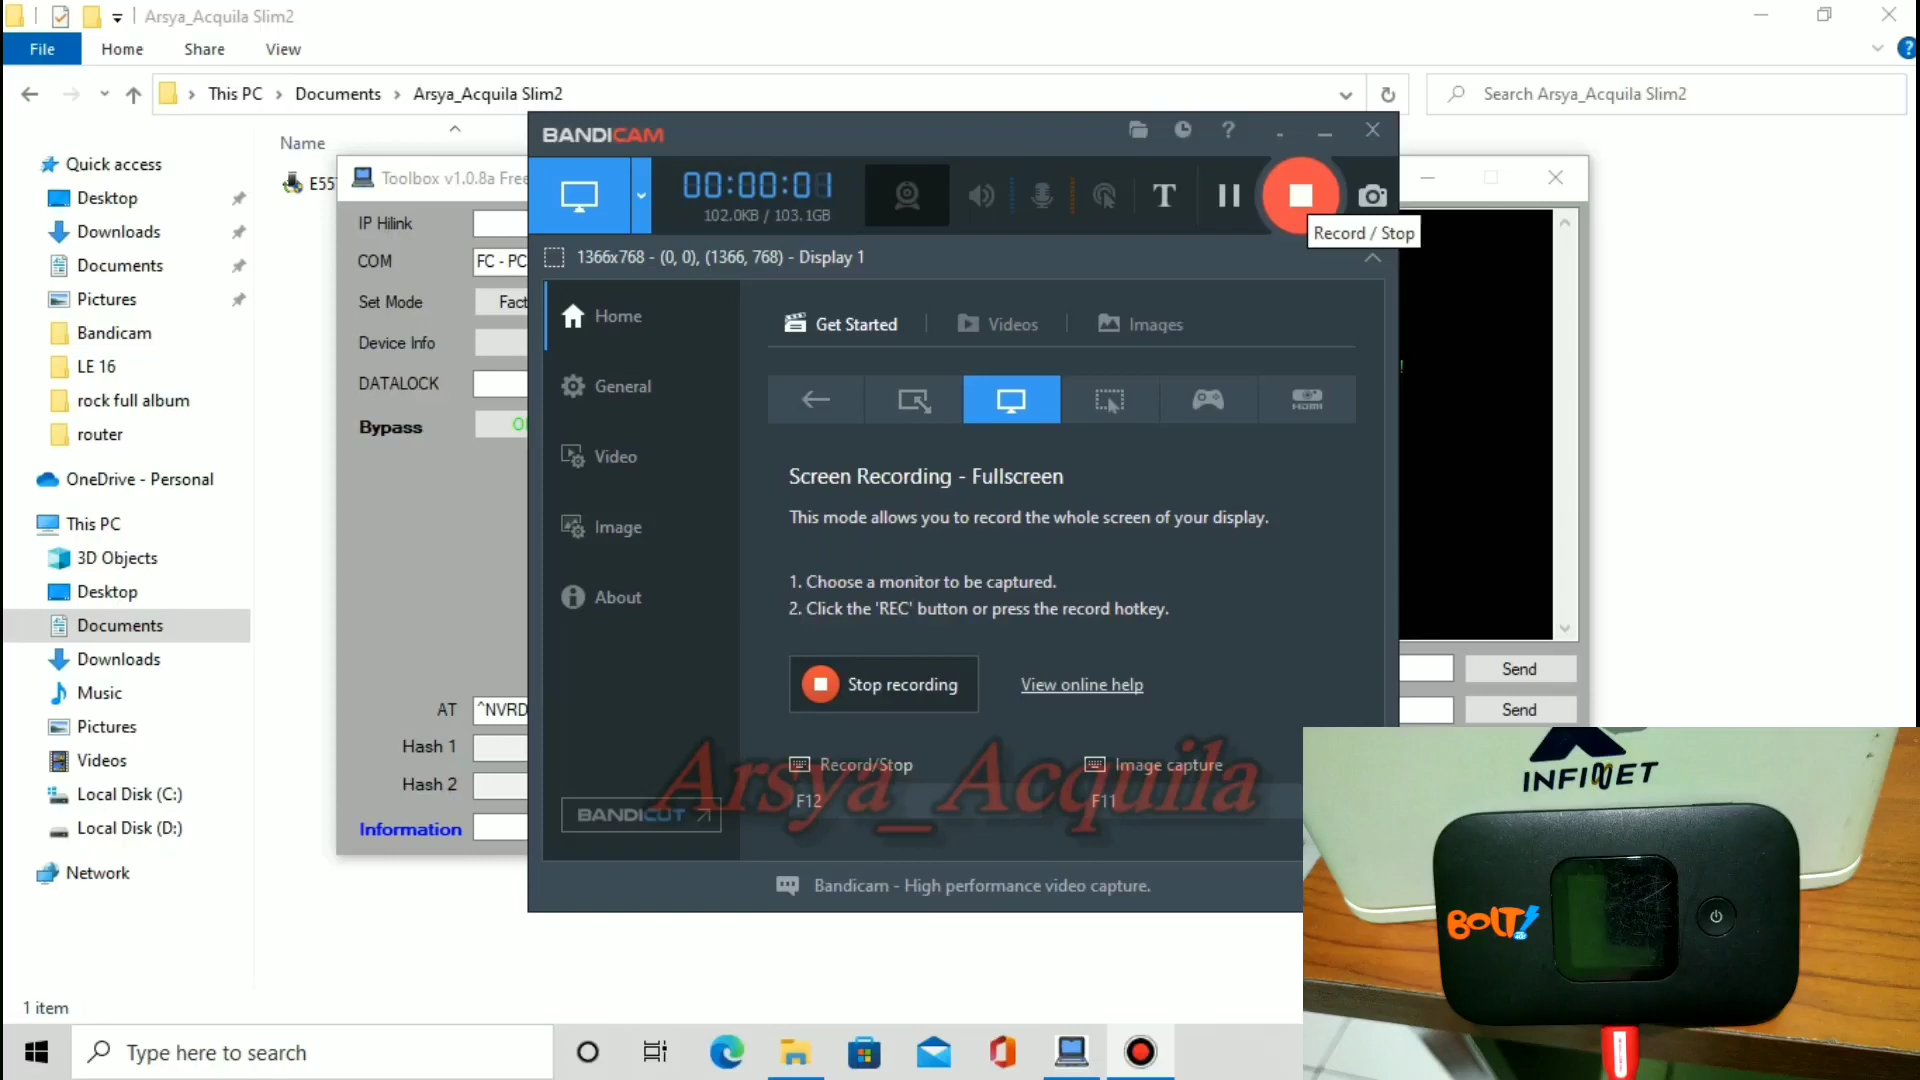 Arsya_Acquila Slim2
File
Home
Share
View
This PC
Documents
Arsya_Acquila Slim2
Search Arsya_Acquila Slim2
Name
Quick access
Desktop
Downloads
Documents
Pictures
Bandicam
LE 16
rock full album
router
OneDrive - Personal
This PC
3D Objects
Desktop
Documents
Downloads
Music
Pictures
Videos
Local Disk (C:)
Local Disk (D:)
Network
1 item
Toolbox v1.0.8a
IP Hilink
COM
FC - PC
Set Mode
Device Info
DATALOCK
Bypass
AT
^NVRD
Hash 1
Hash 2
Information
Send
Send
BANDICAM
00:00:01
102.0KB / 103.1GB
T
Record / Stop
1366x768 - (0, 0), (1366, 768) - Display 1
Home
General
Video
Image
About
BANDICUT
Get Started
Videos
Images
HDMI
Screen Recording - Fullscreen
This mode allows you to record the whole screen of your display.
1. Choose a monitor to be captured.
2. Click the 'REC' button or press the record hotkey.
Stop recording
View online help
Record/Stop
Image capture
F12
F11
Arsya_Acquila
Bandicam - High performance video capture.
INFINET
BOLT!
Type here to search